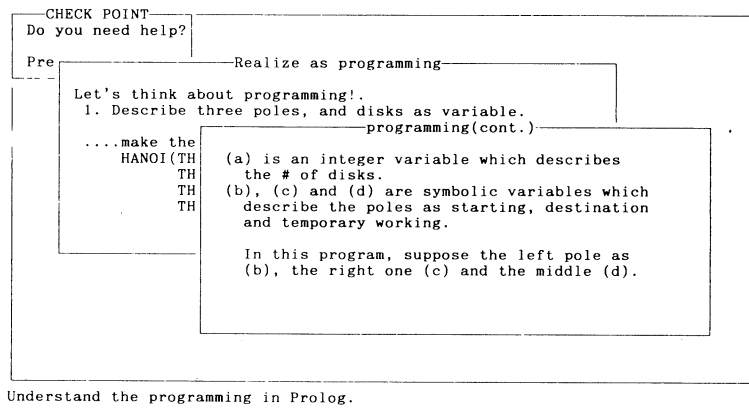 CHECK POINT
Do you need help?
Pre
Realize as programming
Let's think about programming!.
1. Describe three poles, and disks as variable.
....make the
HANOI(TH
TH
TH
TH
programming(cont.)
(a) is an integer variable which describes
the # of disks.
(b), (c) and (d) are symbolic variables which
describe the poles as starting, destination
and temporary working.
In this program, suppose the left pole as
(b), the right one (c) and the middle (d).
Understand the programming in Prolog.